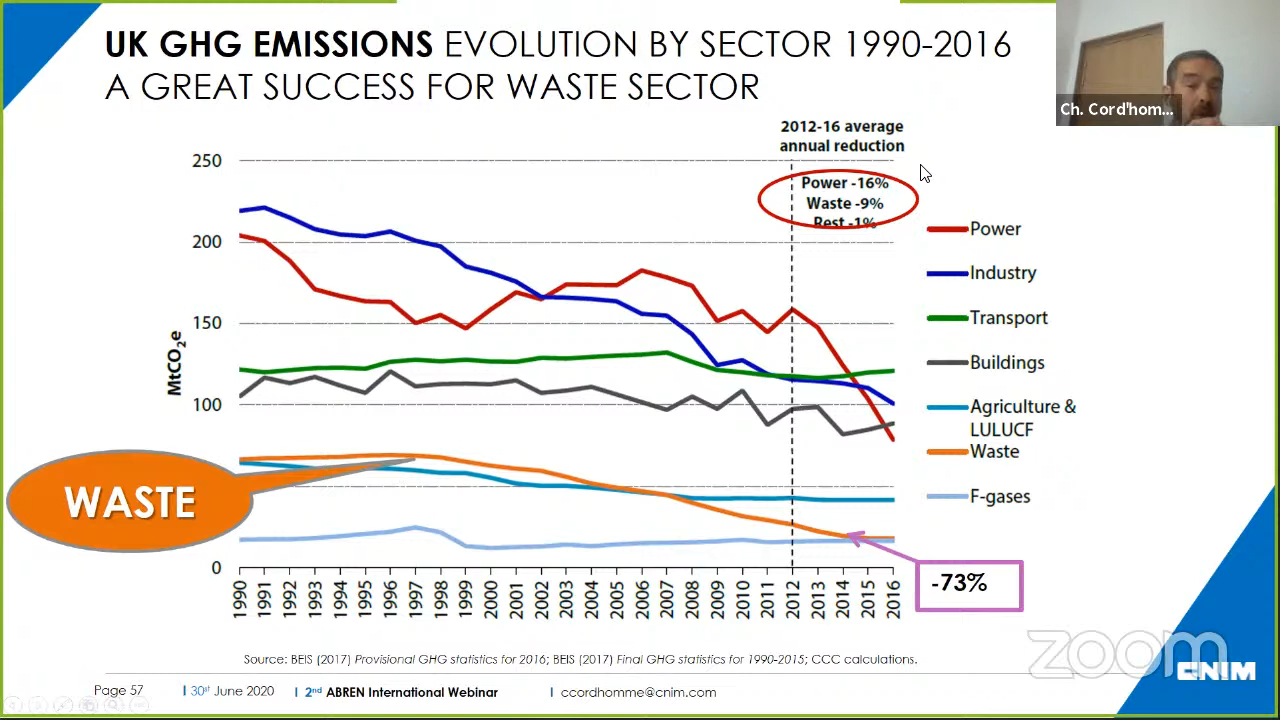 UK GHG EMISSIONS EVOLUTION BY SECTOR 1990-2016
A GREAT SUCCESS FOR WASTE SECTOR
Ch. Cord'hom...
2012-16 average
annual reduction
Power -16%
Waste -9%
Rest -1%
250
200
150
100
0
MtCO₂e
Power
Industry
Transport
Buildings
Agriculture &
LULUCF
Waste
F-gases
WASTE
-73%
1990 1991 1992 1993 1994 1995 1996 1997 1998 1999 2000 2001 2002 2003 2004 2005 2006 2007 2008 2009 2010 2011 2012 2013 2014 2015 2016
Source: BEIS (2017) Provisional GHG statistics for 2016; BEIS (2017) Final GHG statistics for 1990-2015; CCC calculations.
zoom
CNIM
Page 57 30st June 2020 2nd ABREN International Webinar ccordhomme@cnim.com